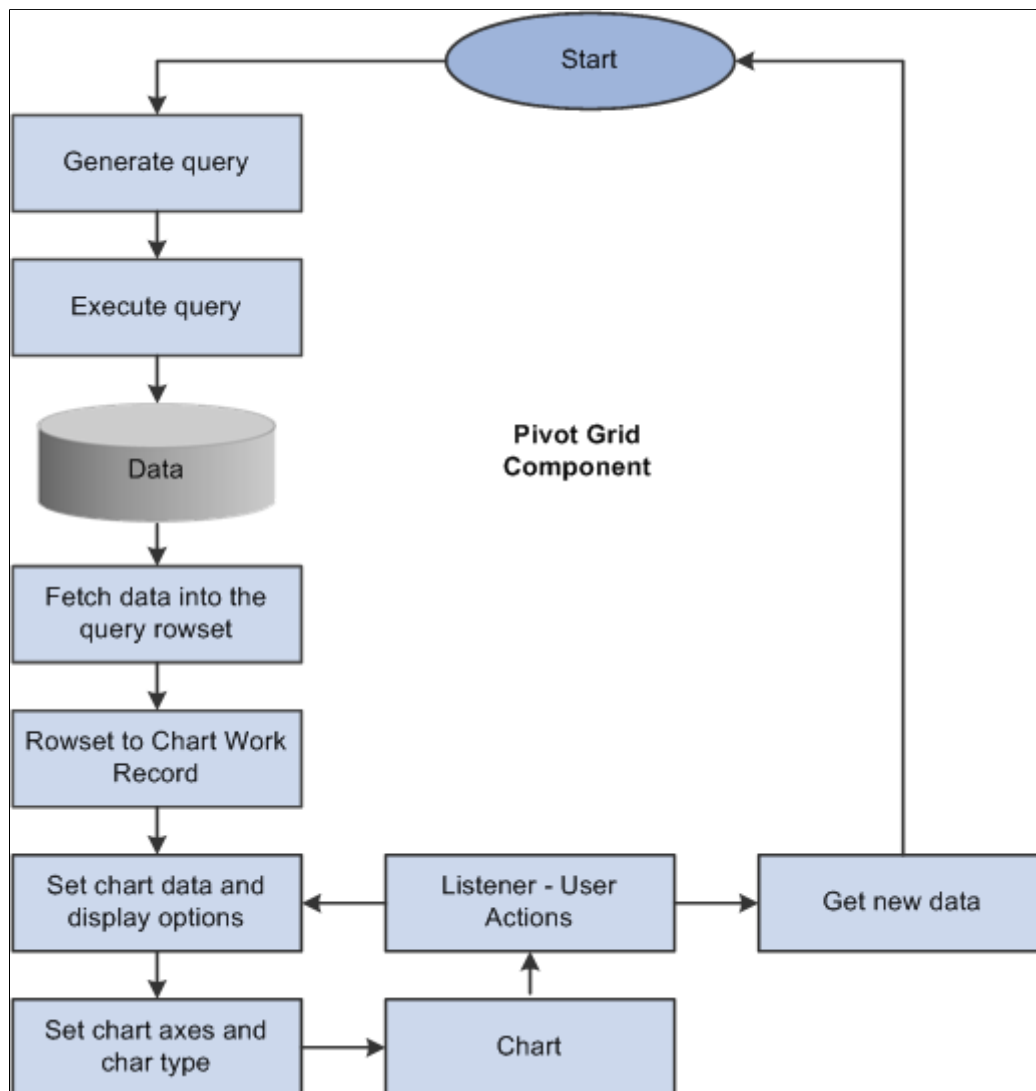 Start
Generate query
Execute query
Data
Pivot Grid
Component
Fetch data into the
query rowset
Rowset to Chart Work
Record
Set chart data and
display options
Listener - User
Actions
Get new data
Set chart axes and
char type
Chart